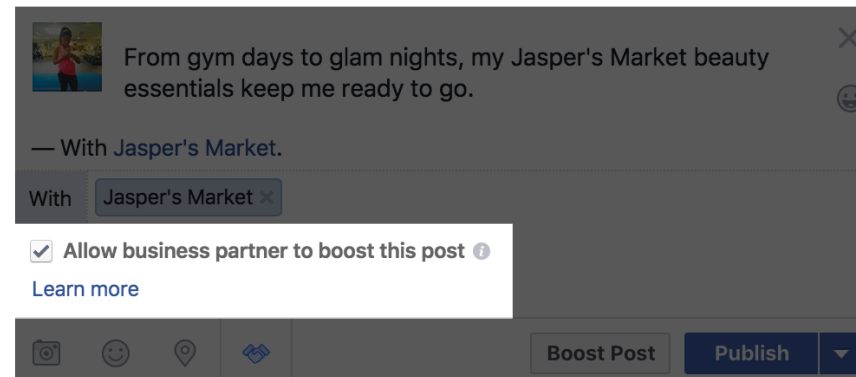 From gym days to glam nights, my Jasper's Market beauty
essentials keep me ready to go.
— With Jasper's Market.
With Jasper's Market ×
Allow business partner to boost this post
Learn more
Boost Post Publish